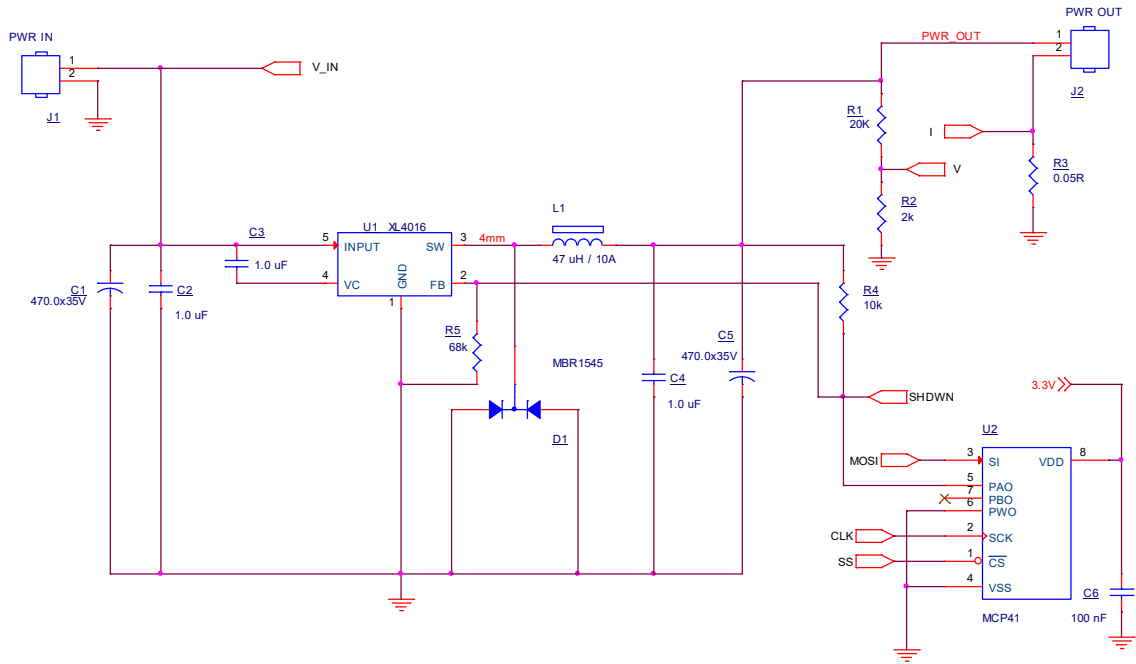 PWR IN
1
2
J1
V_IN
PWR OUT
PWR_OUT
1
2
J2
R1
20K
I
V
R3
0.05R
R2
2k
L1
47 uH / 10A
U1 XL4016
C3
1.0 uF
5
INPUT
SW
3
4mm
4
VC
GND
FB
2
1
C1
470.0x35V
C2
1.0 uF
R5
68k
MBR1545
D1
C4
1.0 uF
C5
470.0x35V
R4
10k
SHDWN
3.3V
U2
MOSI
3
SI
VDD
8
5
PAO
7
PBO
6
PWO
CLK
2
SCK
SS
1
CS
4
VSS
MCP41
C6
100 nF